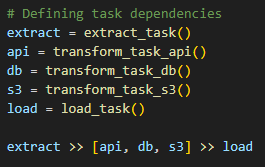 # Defining task dependencies
extract = extract_task()
api = transform_task_api()
db = transform_task_db()
s3 = transform_task_s3()
load = load_task()
extract >> [api, db, s3] >> load